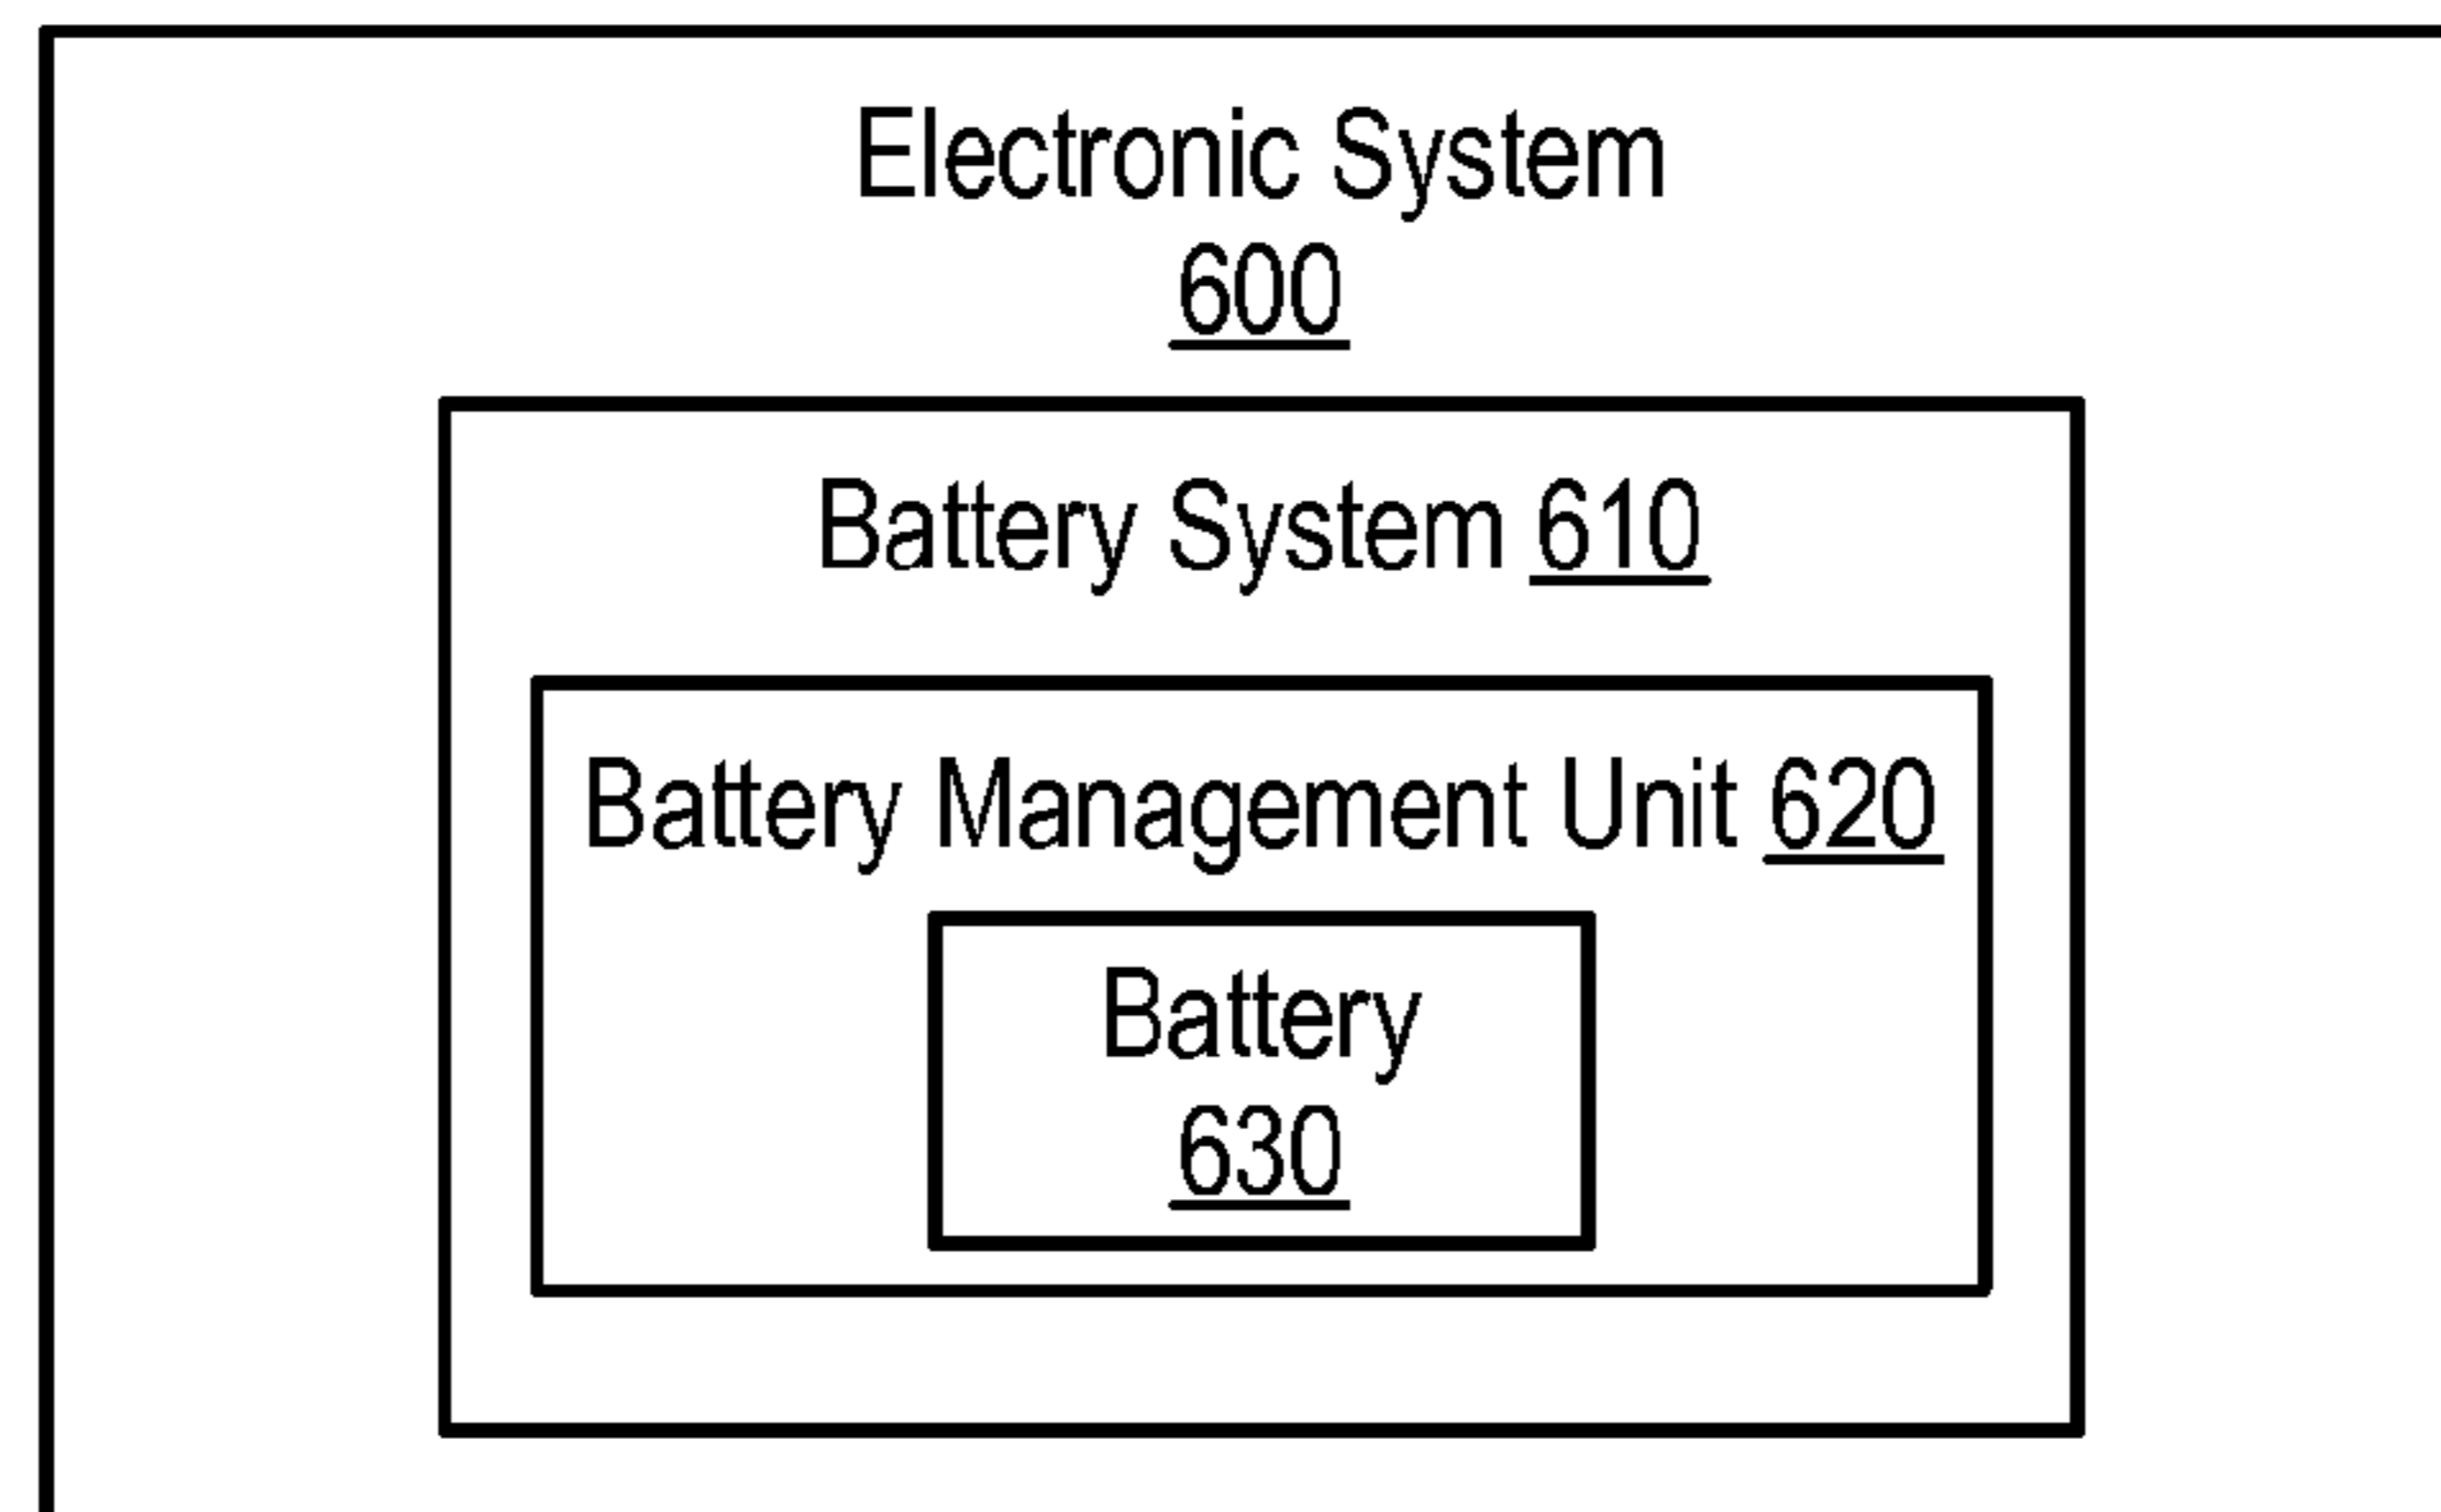 Electronic System
600
Battery System 610
Battery Management Unit 620
Battery
630